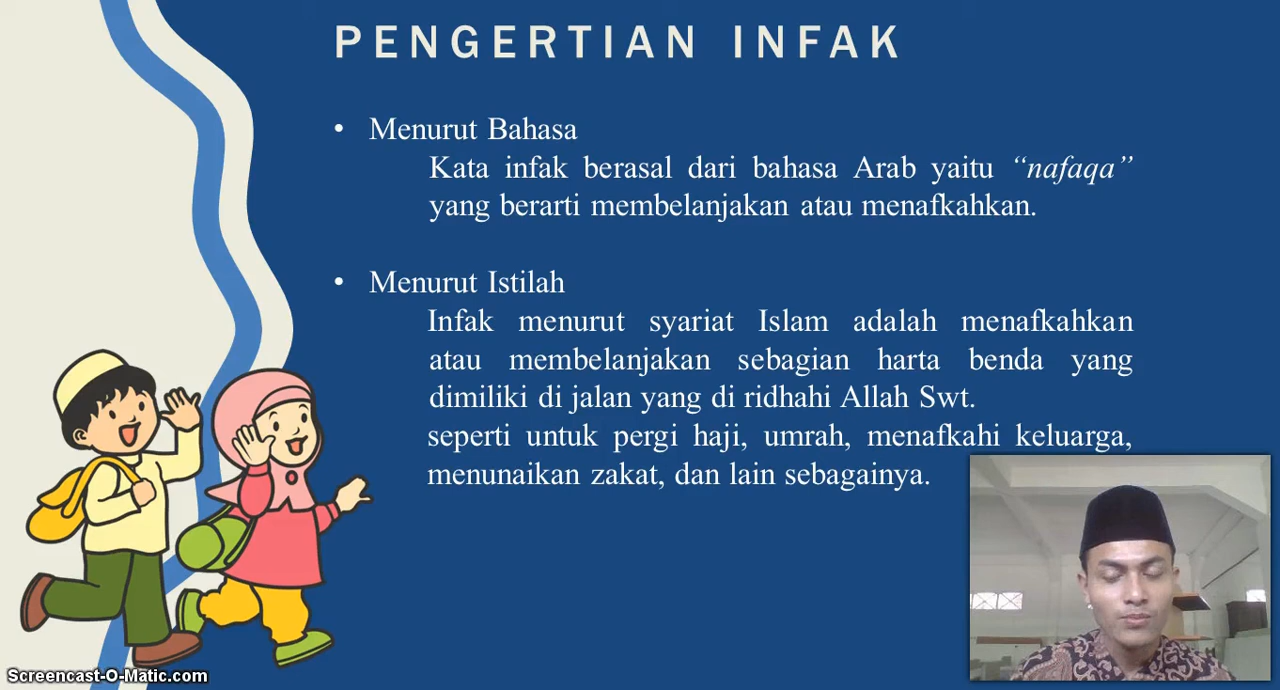 PENGERTIAN INFAK
• Menurut Bahasa
Kata infak berasal dari bahasa Arab yaitu “nafaqa”
yang berarti membelanjakan atau menafkahkan.
• Menurut Istilah
Infak menurut syariat Islam adalah menafkahkan
atau membelanjakan sebagian harta benda yang
dimiliki di jalan yang di ridhahi Allah Swt.
seperti untuk pergi haji, umrah, menafkahi keluarga,
menunaikan zakat, dan lain sebagainya.
Screencast-O-Matic.com